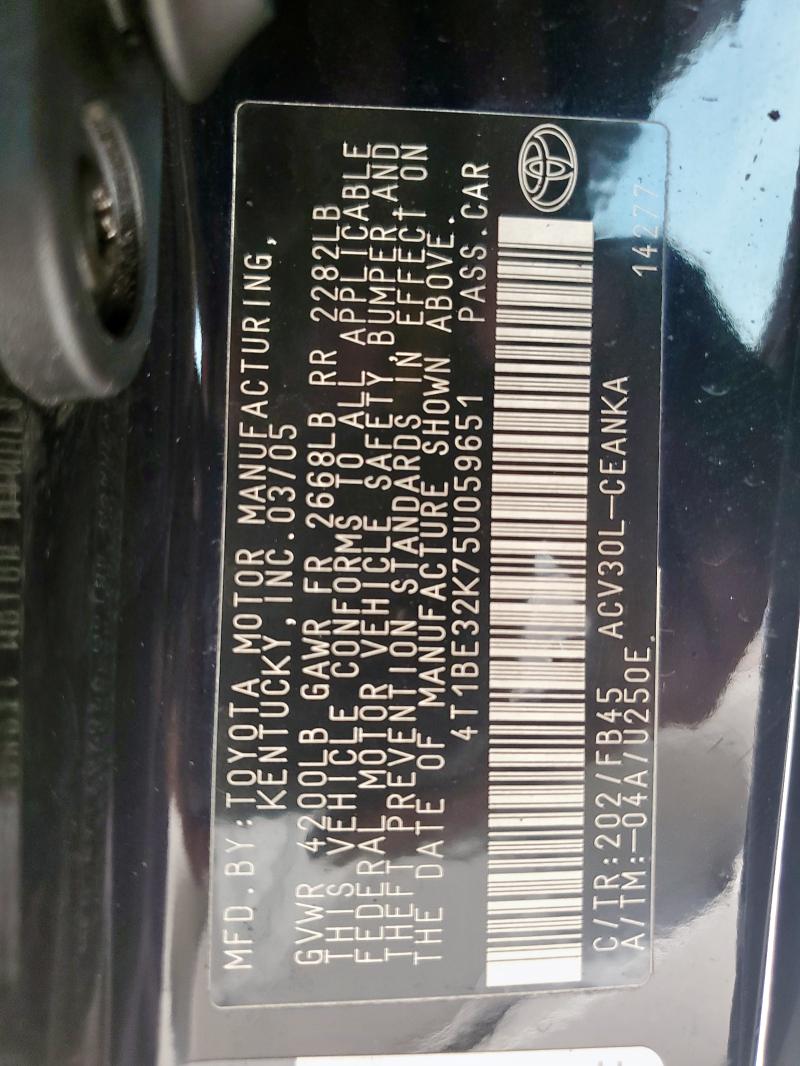 MFD.BY:TOYOTA MOTOR MANUFACTURING,
KENTUCKY,INC.03/05
GVWR 4200LB GAWR FR 2668LB RR 2282LB
THIS VEHICLE CONFORMS TO ALL APPLICABLE
FEDERAL MOTOR VEHICLE SAFETY,BUMPER,AND
THEFT PREVENTION STANDARDS IN EFFECT ON
THE DATE OF MANUFACTURE SHOWN ABOVE.
4T1BE32K75U059651 PASS.CAR
C/TR:202/FB45 ACV30L-CEANKA 14277
A/TM:-04A/U250E.